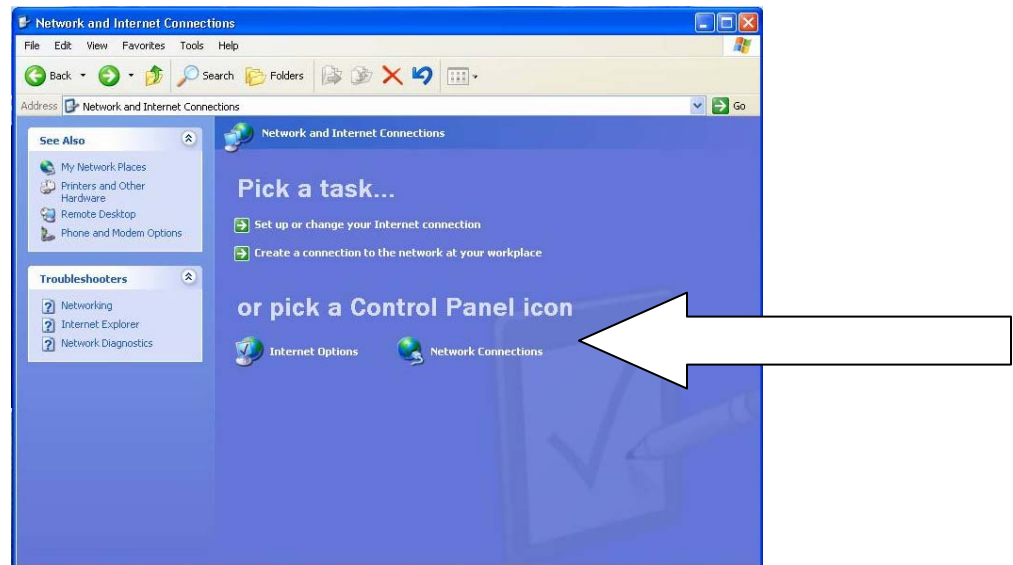 Network and Internet Connections
File Edit View Favorites Tools Help
Back Search Folders
Address Network and Internet Connections Go
See Also
My Network Places
Printers and Other
Hardware
Remote Desktop
Phone and Modem Options
Troubleshooters
Networking
Internet Explorer
Network Diagnostics
Network and Internet Connections
Pick a task...
Set up or change your Internet connection
Create a connection to the network at your workplace
or pick a Control Panel icon
Internet Options Network Connections